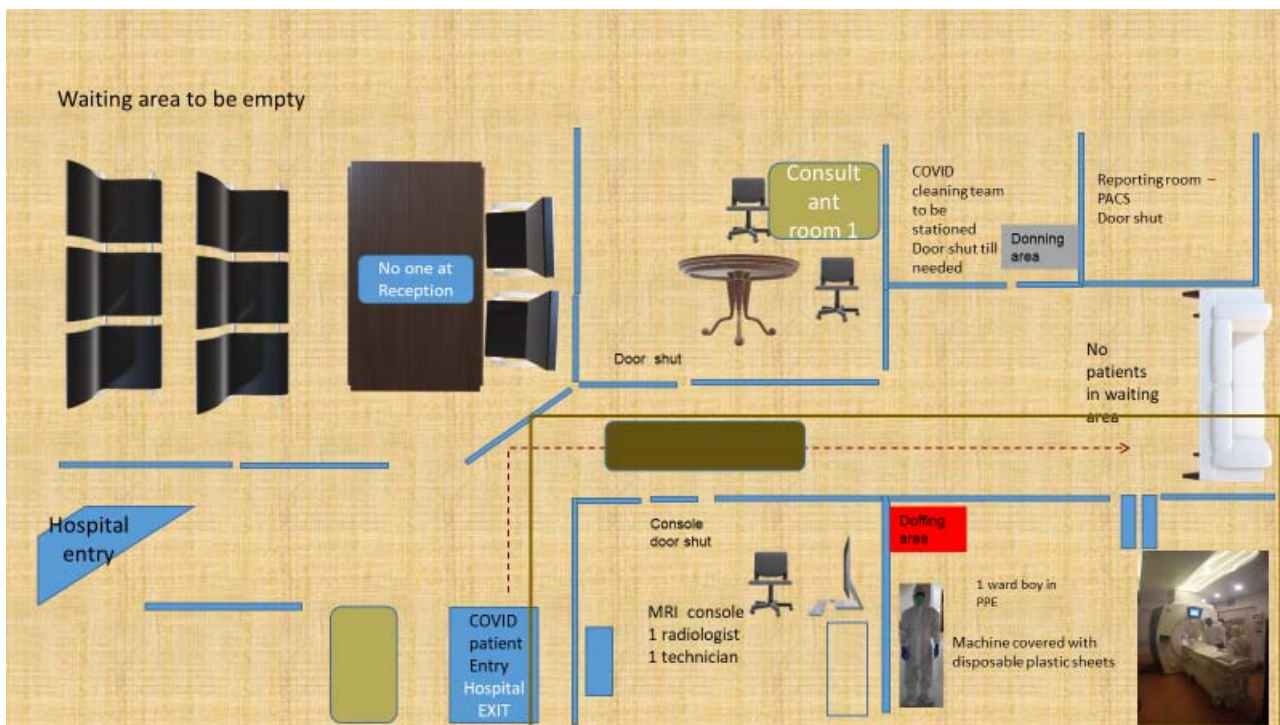 Waiting area to be empty
No one at
Reception
Consult
ant
room 1
COVID
cleaning team
to be
stationed
Door shut till
needed
Donning
area
Reporting room –
PACS
Door shut
Door shut
No
patients
in waiting
area
Hospital
entry
COVID
patient
Entry
Hospital
EXIT
Console
door shut
MRI console
1 radiologist
1 technician
Doffing
area
1 ward boy in
PPE
Machine covered with
disposable plastic sheets